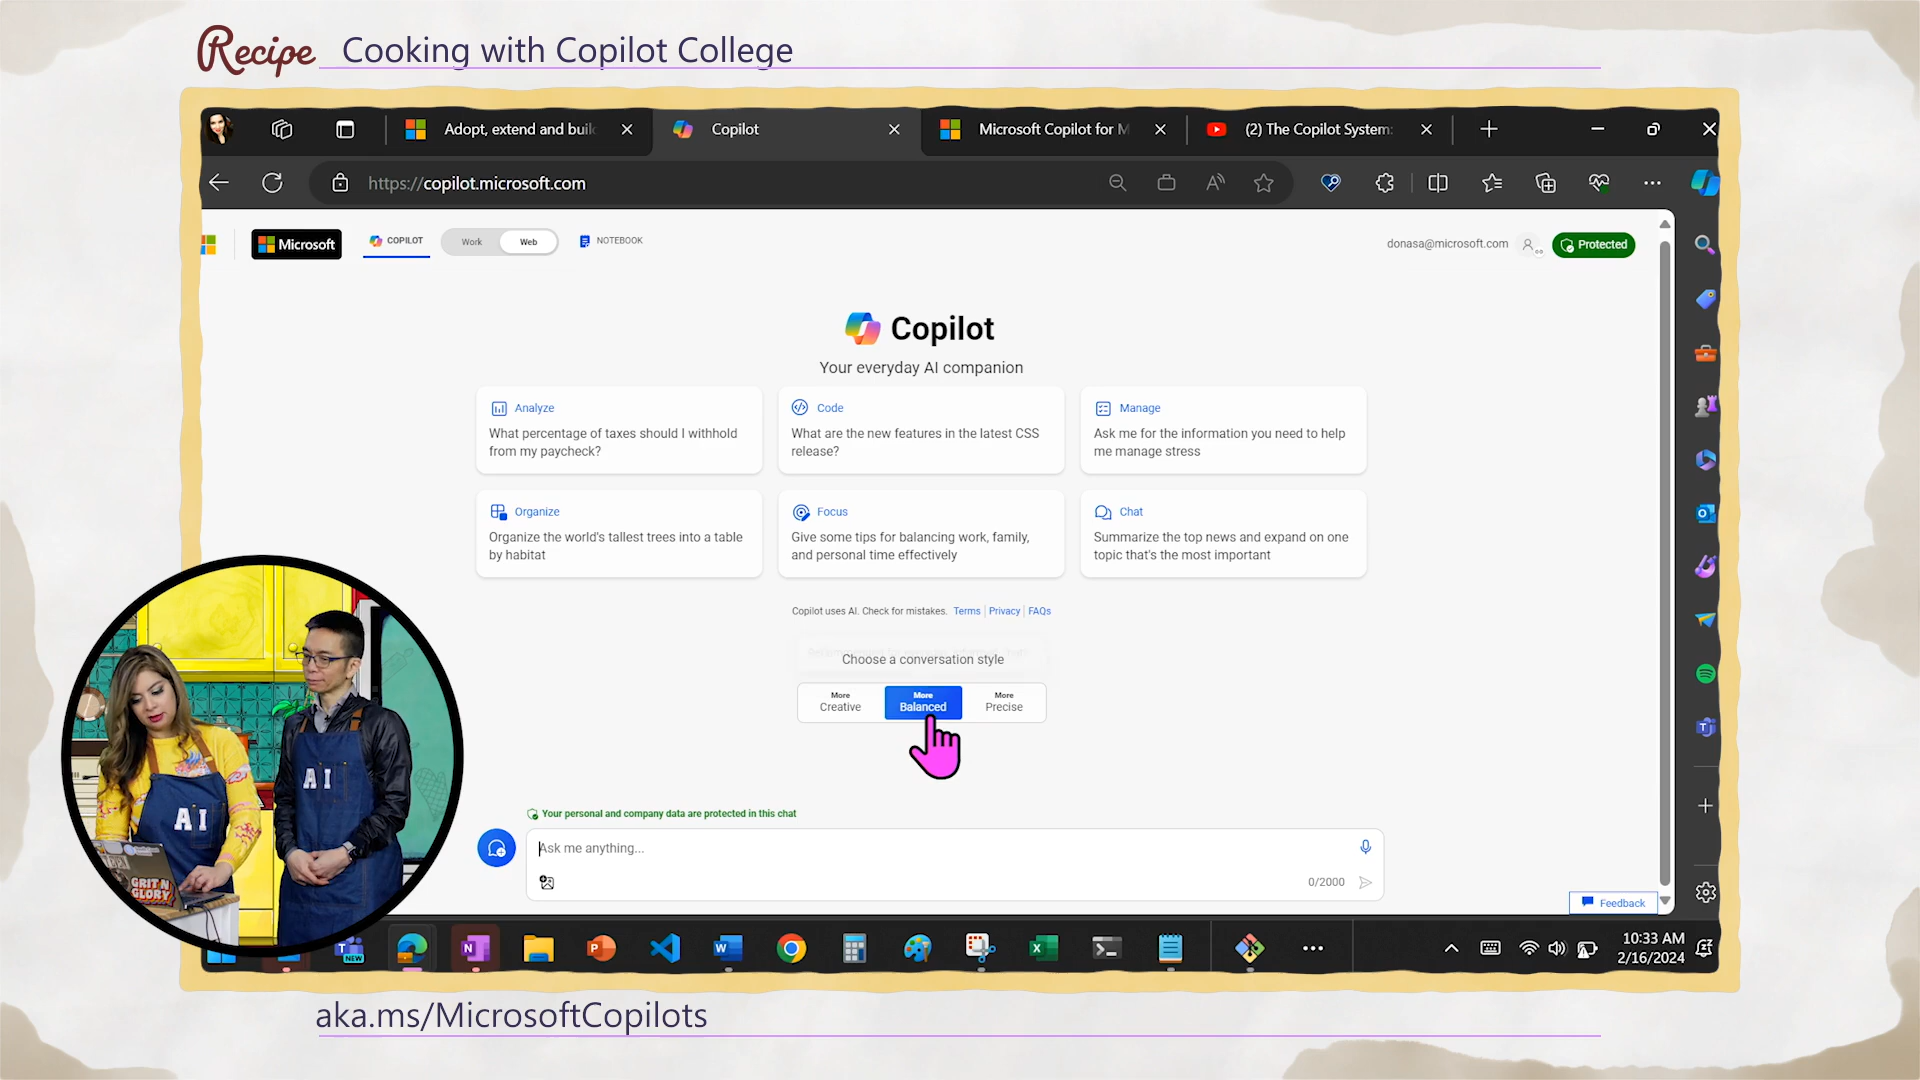 Recipe Cooking with Copilot College
Adopt, extend and buil
Copilot
Microsoft Copilot for M
(2) The Copilot System:
https://copilot.microsoft.com
Microsoft
COPILOT
Work
Web
NOTEBOOK
donasa@microsoft.com
Protected
Copilot
Your everyday AI companion
Analyze
What percentage of taxes should I withhold
from my paycheck?
Code
What are the new features in the latest CSS
release?
Manage
Ask me for the information you need to help
me manage stress
Organize
Organize the world's tallest trees into a table
by habitat
Focus
Give some tips for balancing work, family,
and personal time effectively
Chat
Summarize the top news and expand on one
topic that's the most important
Copilot uses AI. Check for mistakes. Terms Privacy FAQs
Choose a conversation style
More
Creative
More
Balanced
More
Precise
Your personal and company data are protected in this chat
Ask me anything...
0/2000
Feedback
AI
AI
GRIT N
GLORY
NEW
10:33 AM
2/16/2024
aka.ms/MicrosoftCopilots